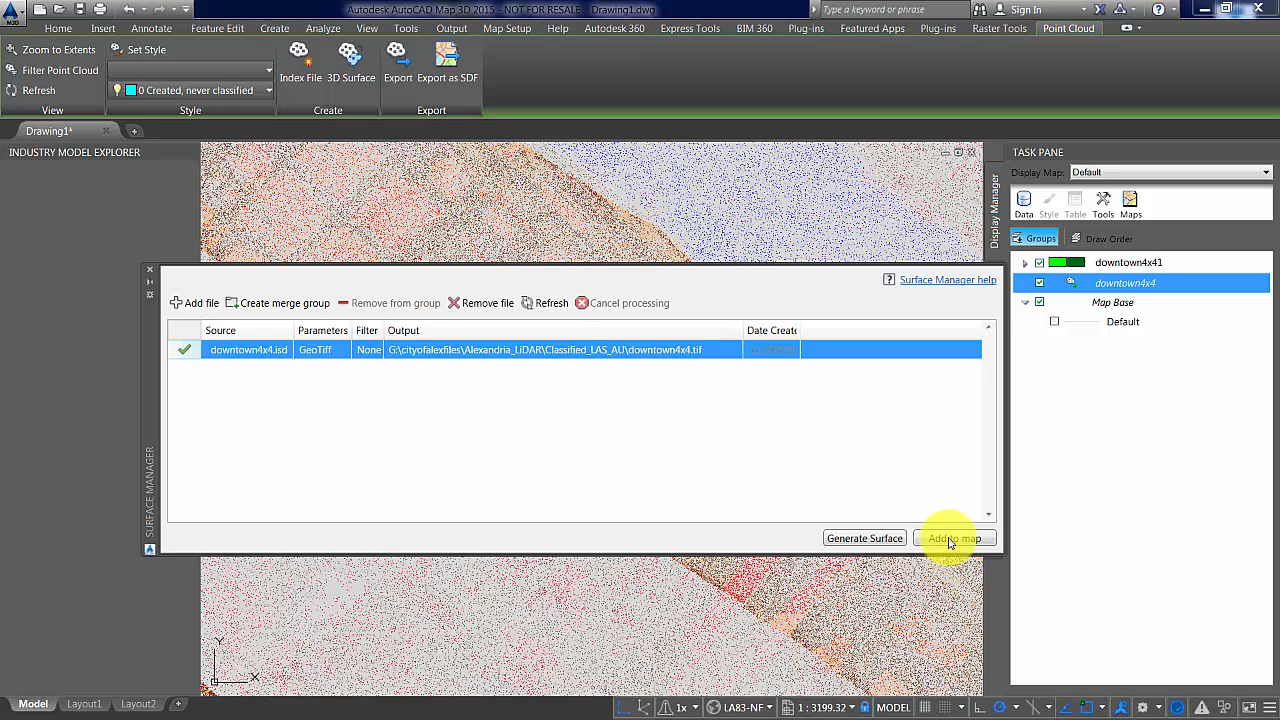 Autodesk AutoCAD Map 3D 2015 - NOT FOR RESALE Drawing1.dwg
Type a keyword or phrase
Sign In
M3D
Home Insert Annotate Feature Edit Create Analyze View Tools Output Map Setup Help Autodesk 360 Express Tools BIM 360 Plug-ins Featured Apps Plug-ins Raster Tools Point Cloud
Zoom to Extents
Set Style
Filter Point Cloud
Index File 3D Surface Export Export as SDF
Refresh
0 Created, never classified
View Style Create Export
Drawing1*
INDUSTRY MODEL EXPLORER
TASK PANE
Display Map: Default
Data Style Table Tools Maps
Display Manager
Groups Draw Order
downtown4x41
downtown4x4
Map Base
Default
Surface Manager help
Add file Create merge group Remove from group Remove file Refresh Cancel processing
Source Parameters Filter Output Date Create
downtown4x4.isd GeoTiff None G:\cityofalexfiles\Alexandria_LiDAR\Classified_LAS_AU\downtown4x4.tif
SURFACE MANAGER
Generate Surface Add to map
Y
X
Model Layout1 Layout2
1x LA83-NF 1 : 3199.32 MODEL